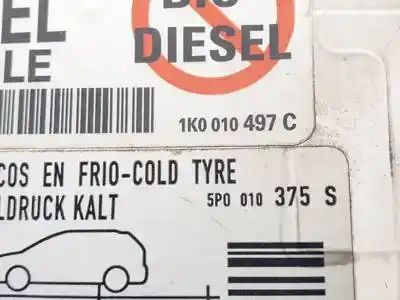 EL
DIESEL
LE
1K0 010 497 C
COS EN FRIO-COLD TYRE
LDRUCK KALT
5P0 010 375 S